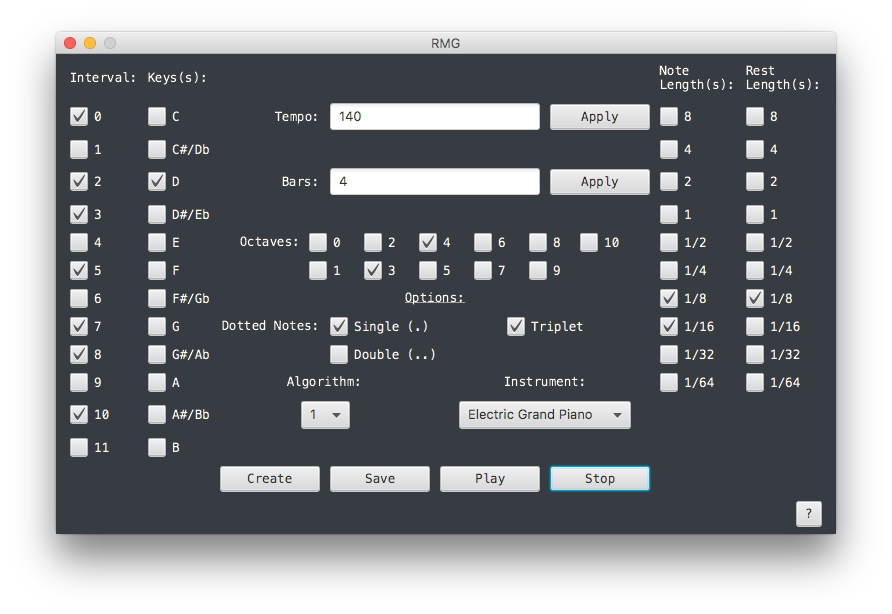 RMG
Interval: Keys(s): Note Length(s): Rest Length(s):
0 C Tempo: 140 Apply 8 8
1 C#/Db 4 4
2 D Bars: 4 Apply 2 2
3 D#/Eb 1 1
4 E Octaves: 0 2 4 6 8 10 1/2 1/2
5 F 1 3 5 7 9 1/4 1/4
6 F#/Gb Options: 1/8 1/8
7 G Dotted Notes: Single (.) Triplet 1/16 1/16
8 G#/Ab Double (..) 1/32 1/32
9 A Algorithm: Instrument: 1/64 1/64
10 A#/Bb 1 Electric Grand Piano
11 B
Create Save Play Stop
?